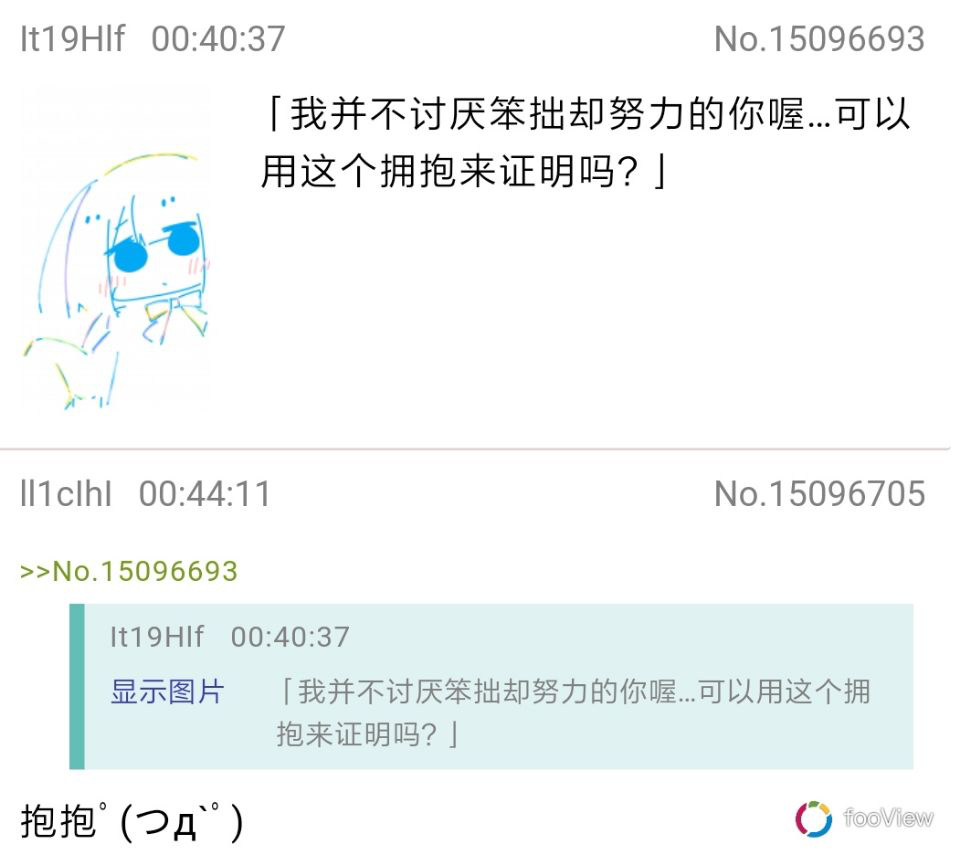 It19Hlf 00:40:37 No.15096693
「我并不讨厌笨拙却努力的你喔…可以
用这个拥抱来证明吗？」
ll1cIhI 00:44:11 No.15096705
>>No.15096693
It19Hlf 00:40:37
显示图片 「我并不讨厌笨拙却努力的你喔…可以用这个拥
抱来证明吗？」
抱抱ﾟ(つд`ﾟ)
fooView